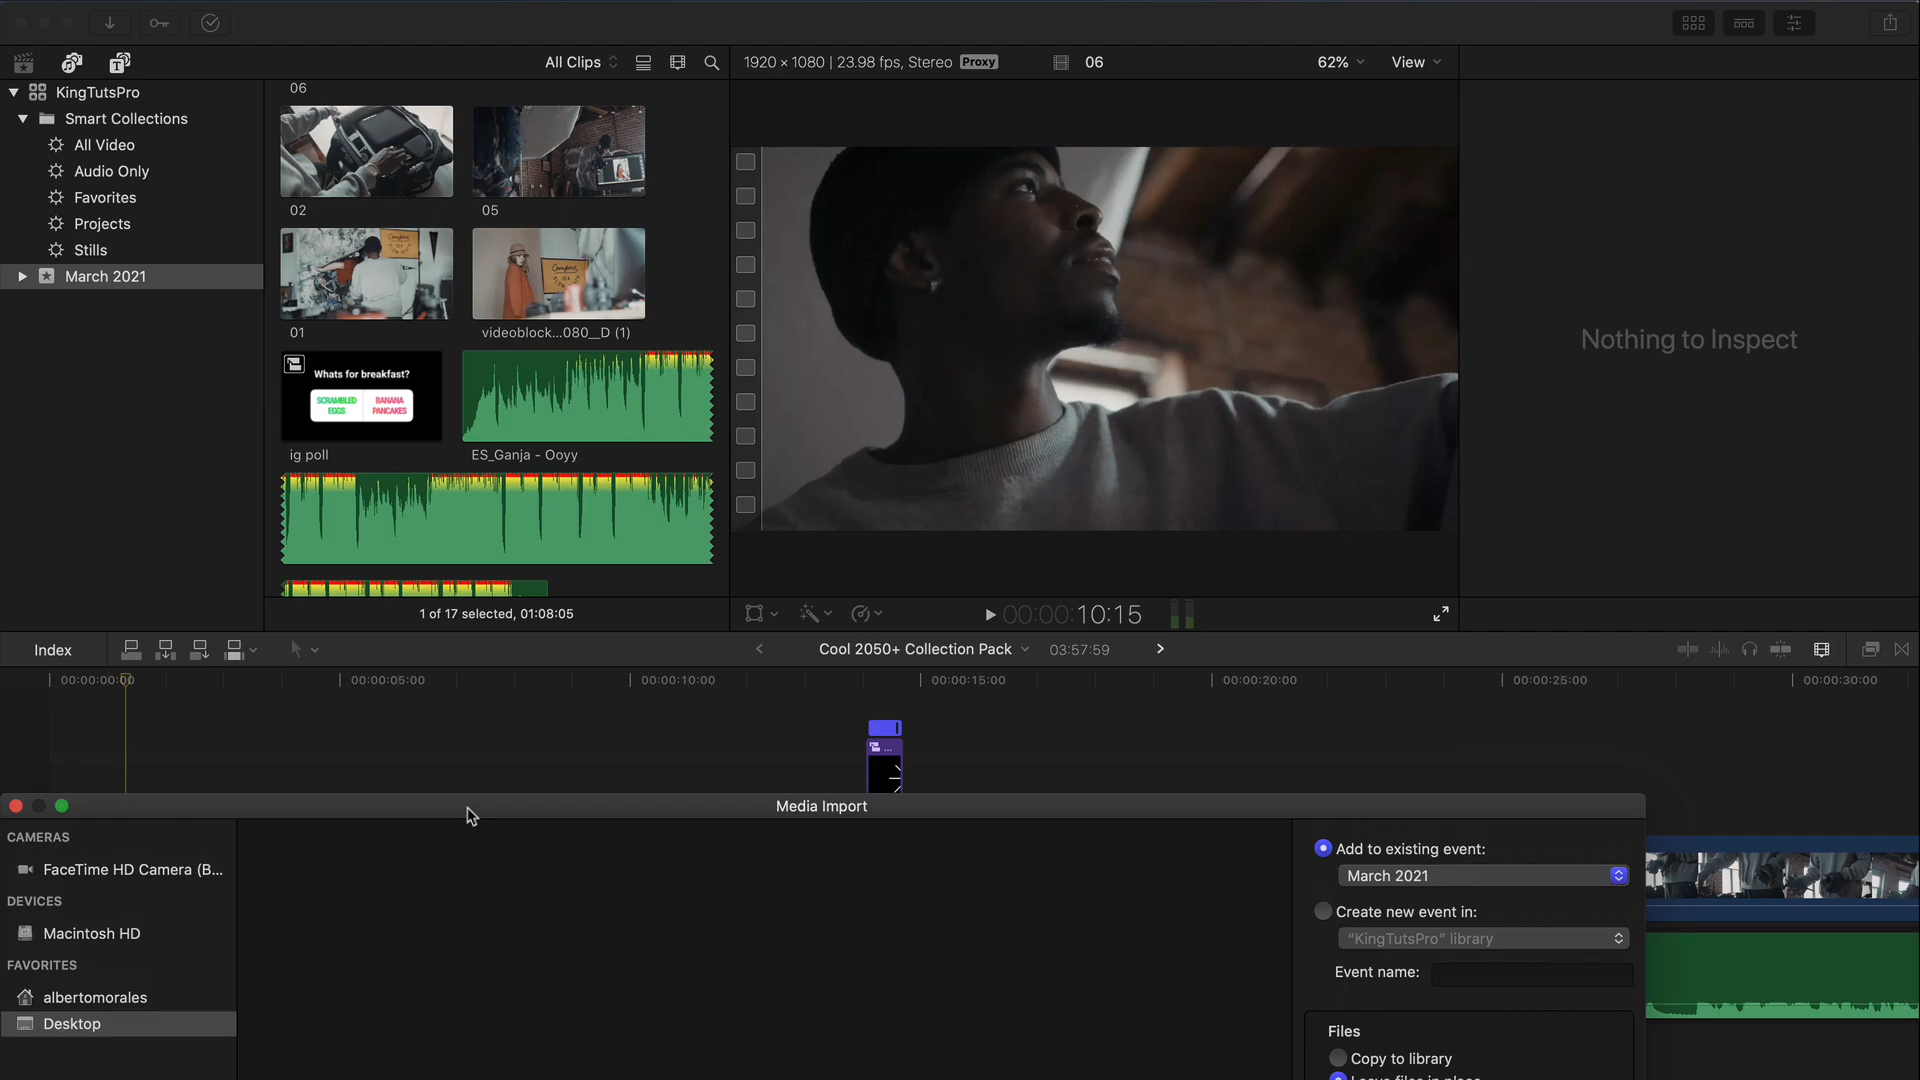 All Clips
1920 × 1080 | 23.98 fps, Stereo Proxy
06
62%
View
KingTutsPro
Smart Collections
All Video
Audio Only
Favorites
Projects
Stills
March 2021
06
02
05
01
videoblock...080__D (1)
Whats for breakfast?
SCRAMBLED
EGGS
BANANA
PANCAKES
ig poll
ES_Ganja - Ooyy
1 of 17 selected, 01:08:05
Nothing to Inspect
00:00:10:15
Index
Cool 2050+ Collection Pack
03:57:59
00:00:00:00
00:00:05:00
00:00:10:00
00:00:15:00
00:00:20:00
00:00:25:00
00:00:30:00
...
Media Import
CAMERAS
FaceTime HD Camera (B...
DEVICES
Macintosh HD
FAVORITES
albertomorales
Desktop
Add to existing event:
March 2021
Create new event in:
"KingTutsPro" library
Event name:
Files
Copy to library
Leave files in place